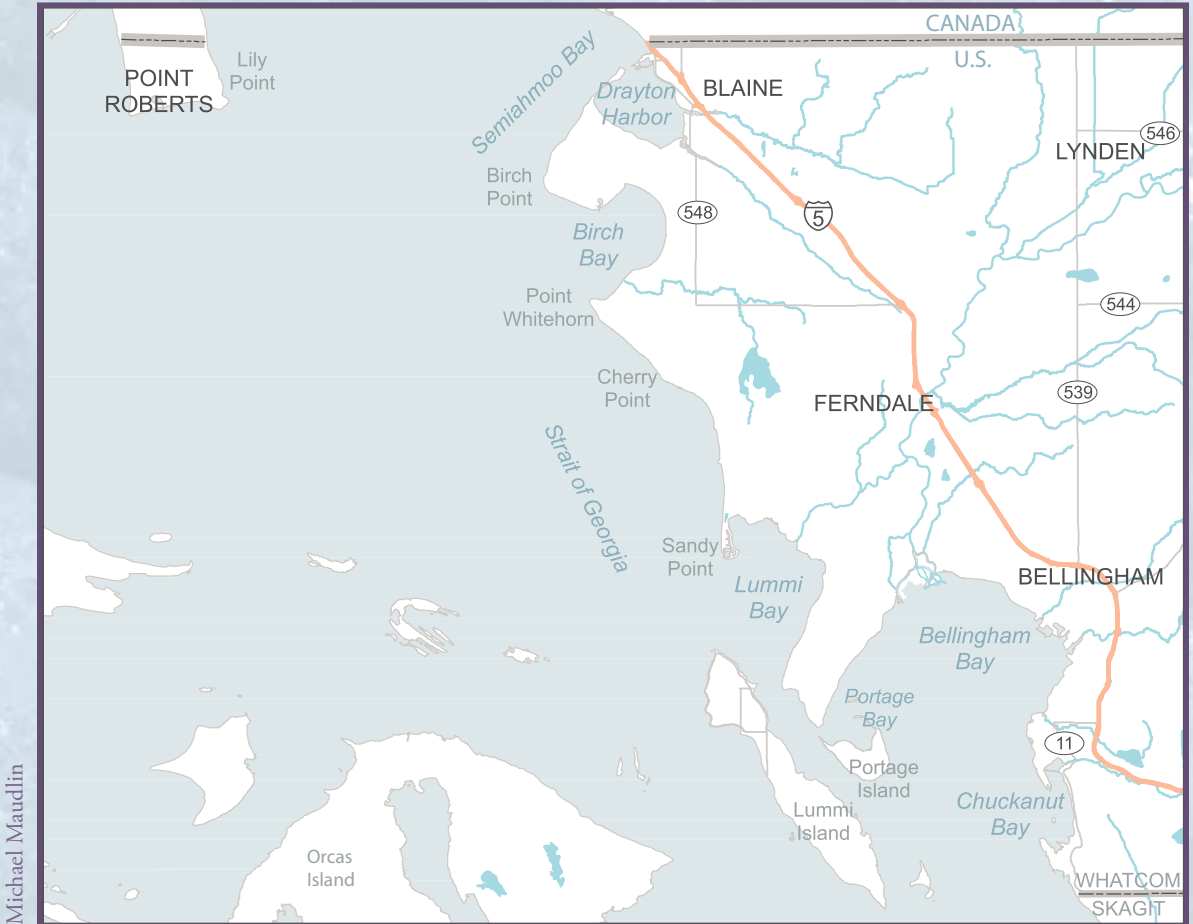 CANADA
U.S.
POINT
ROBERTS
Lily
Point
Semiahmoo Bay
Drayton
Harbor
BLAINE
546
LYNDEN
Birch
Point
548
5
Birch
Bay
Point
Whitehorn
544
Cherry
Point
539
FERNDALE
Strait of Georgia
Sandy
Point
Lummi
Bay
BELLINGHAM
Bellingham
Bay
Portage
Bay
11
Portage
Island
Chuckanut
Bay
Lummi
Island
Orcas
Island
WHATCOM
SKAGIT
Michael Maudlin